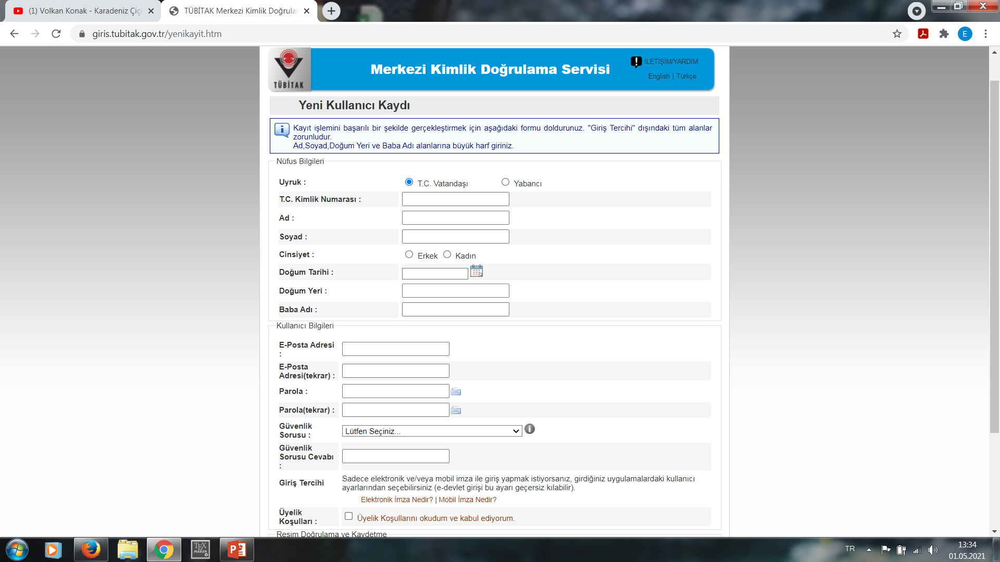 (1) Volkan Konak - Karadeniz Çiçe
TÜBİTAK Merkezi Kimlik Doğrula
giris.tubitak.gov.tr/yenikayit.htm
E
TÜBİTAK
Merkezi Kimlik Doğrulama Servisi
İLETİŞİM/YARDIM
English | Türkçe
Yeni Kullanıcı Kaydı
Kayıt işlemini başarılı bir şekilde gerçekleştirmek için aşağıdaki formu doldurunuz. "Giriş Tercihi" dışındaki tüm alanlar
zorunludur.
Ad,Soyad,Doğum Yeri ve Baba Adı alanlarına büyük harf giriniz.
Nüfus Bilgileri
Uyruk : T.C. Vatandaşı Yabancı
T.C. Kimlik Numarası :
Ad :
Soyad :
Cinsiyet : Erkek Kadın
Doğum Tarihi :
Doğum Yeri :
Baba Adı :
Kullanıcı Bilgileri
E-Posta Adresi
:
E-Posta
Adresi(tekrar) :
Parola :
Parola(tekrar) :
Güvenlik
Sorusu :
Lütfen Seçiniz...
Güvenlik
Sorusu Cevabı
:
Giriş Tercihi
Sadece elektronik ve/veya mobil imza ile giriş yapmak istiyorsanız, girdiğiniz uygulamalardaki kullanıcı
ayarlarından seçebilirsiniz (e-devlet girişi bu ayarı geçersiz kılabilir).
Elektronik İmza Nedir? | Mobil İmza Nedir?
Üyelik
Koşulları :
Üyelik Koşullarını okudum ve kabul ediyorum.
Resim Doğrulama ve Kaydetme
TEX
MAKER
P
TR
13:34
01.05.2021